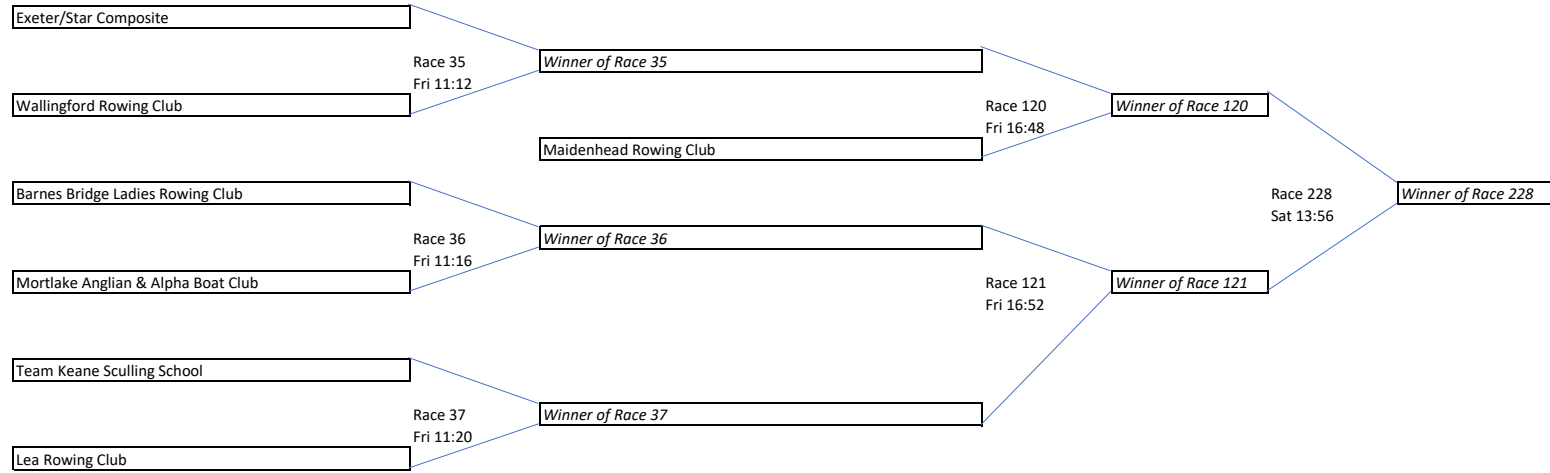 Exeter/Star Composite
Race 35
Fri 11:12
Winner of Race 35
Wallingford Rowing Club
Race 120
Fri 16:48
Winner of Race 120
Maidenhead Rowing Club
Barnes Bridge Ladies Rowing Club
Race 228
Sat 13:56
Winner of Race 228
Race 36
Fri 11:16
Winner of Race 36
Mortlake Anglian & Alpha Boat Club
Race 121
Fri 16:52
Winner of Race 121
Team Keane Sculling School
Race 37
Fri 11:20
Winner of Race 37
Lea Rowing Club